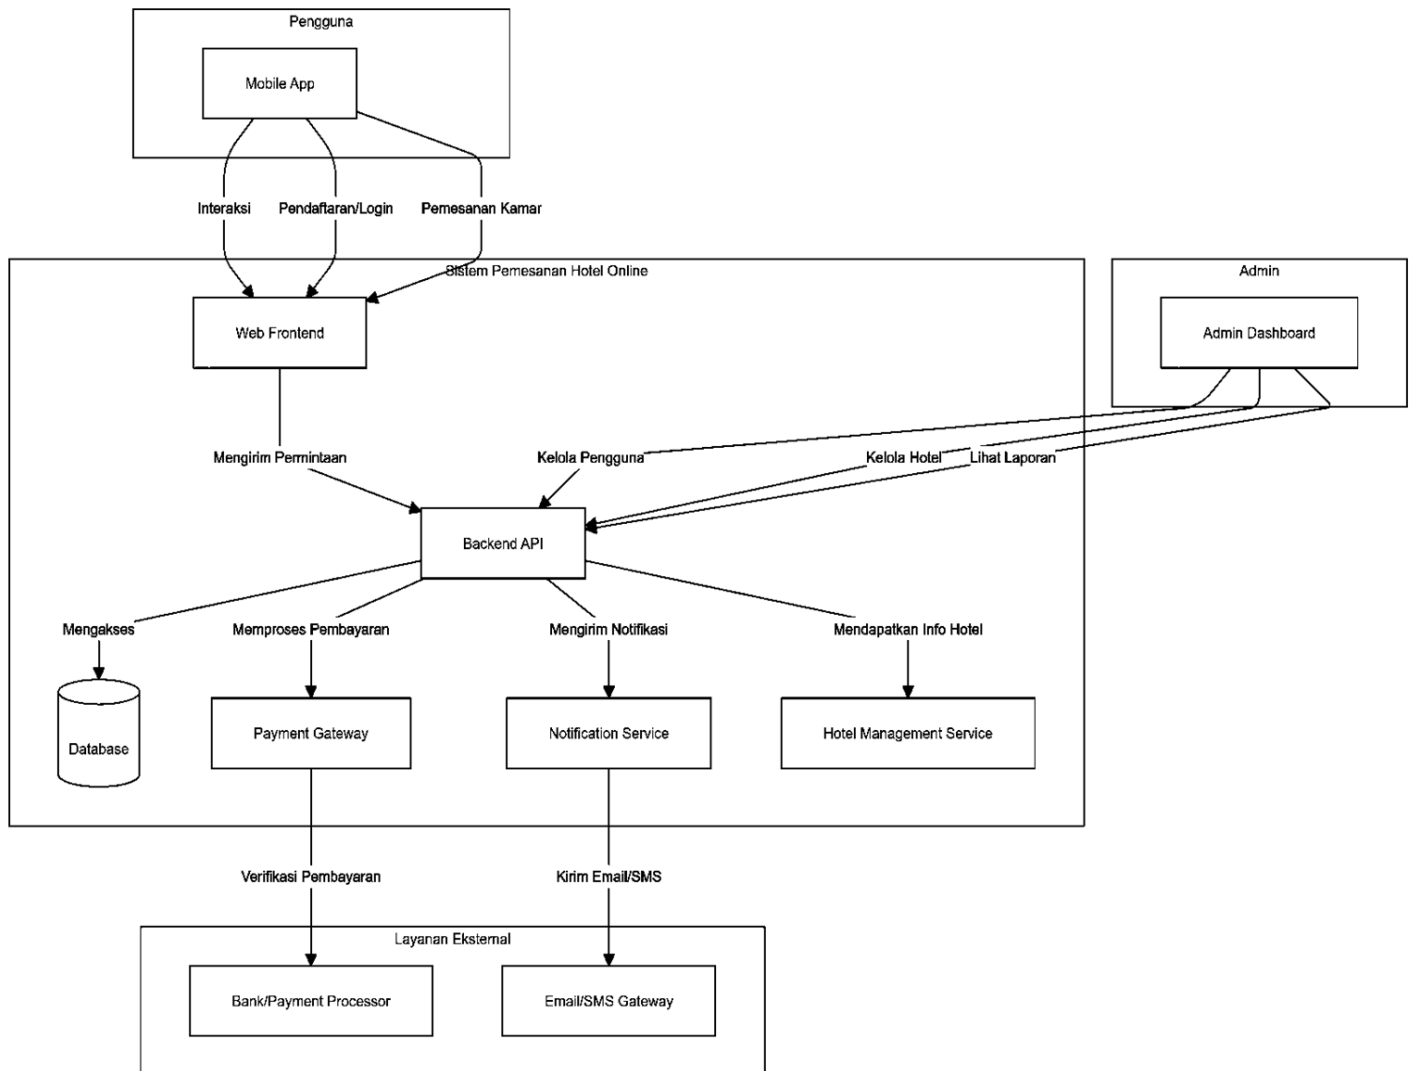 Pengguna
Mobile App
Interaksi
Pendaftaran/Login
Pemesanan Kamar
Sistem Pemesanan Hotel Online
Admin
Web Frontend
Admin Dashboard
Mengirim Permintaan
Kelola Pengguna
Kelola Hotel
Lihat Laporan
Backend API
Mengakses
Memproses Pembayaran
Mengirim Notifikasi
Mendapatkan Info Hotel
Database
Payment Gateway
Notification Service
Hotel Management Service
Verifikasi Pembayaran
Kirim Email/SMS
Layanan Eksternal
Bank/Payment Processor
Email/SMS Gateway